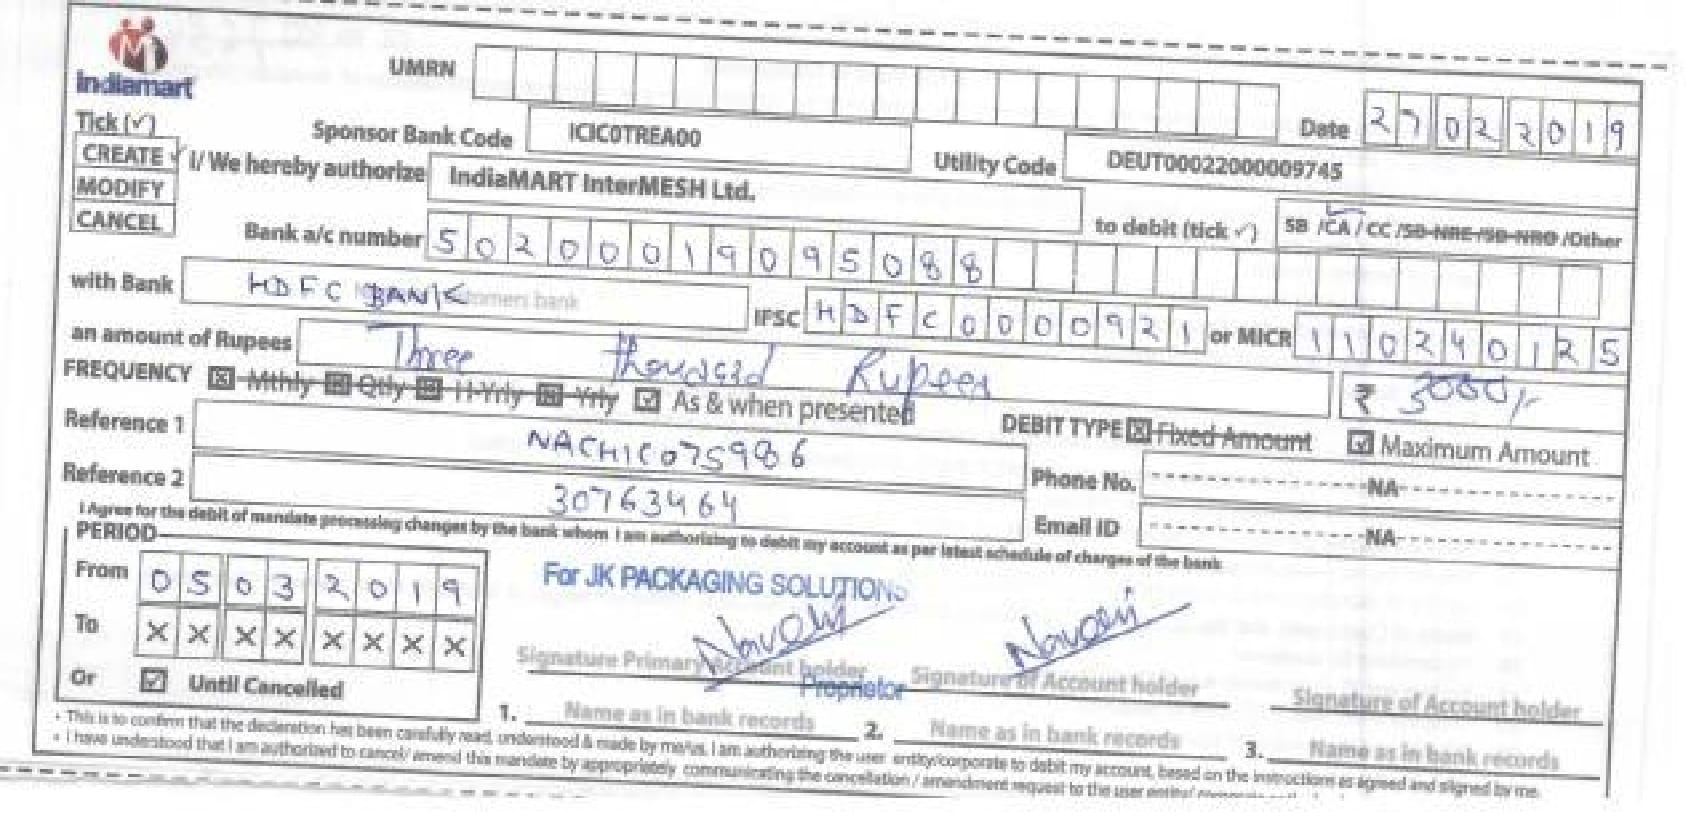 indiamart
UMRN
Date 27022019
Tick (✓)
Sponsor Bank Code ICIC0TREA00 Utility Code DEUT00022000009745
CREATE ✓
MODIFY
CANCEL
I/ We hereby authorize IndiaMART InterMESH Ltd. to debit (tick ✓) SB /CA / CC /SB-NRE /SB-NRO /Other
Bank a/c number 50200019095088
with Bank HDFC BANK IFSC HDFC0000921 or MICR 110240125
an amount of Rupees Three thousand Rupees ₹ 3000/-
FREQUENCY Mthly Qtly H-Yrly Yrly As & when presented DEBIT TYPE Fixed Amount Maximum Amount
Reference 1 NACHIC075986 Phone No. NA
Reference 2 30763464 Email ID NA
I Agree for the debit of mandate processing charges by the bank whom I am authorizing to debit my account as per latest schedule of charges of the bank
PERIOD
From 05032019
To XXXXXXXX
Or Until Cancelled
For JK PACKAGING SOLUTIONS
Signature Primary Account holder Signature of Account holder Signature of Account holder
Proprietor
1. Name as in bank records 2. Name as in bank records 3. Name as in bank records
• This is to confirm that the declaration has been carefully read, understood & made by me/us. I am authorizing the user entity/corporate to debit my account, based on the instructions as agreed and signed by me.
• I have understood that I am authorized to cancel/ amend this mandate by appropriately communicating the cancellation / amendment request to the user entity/ corporate